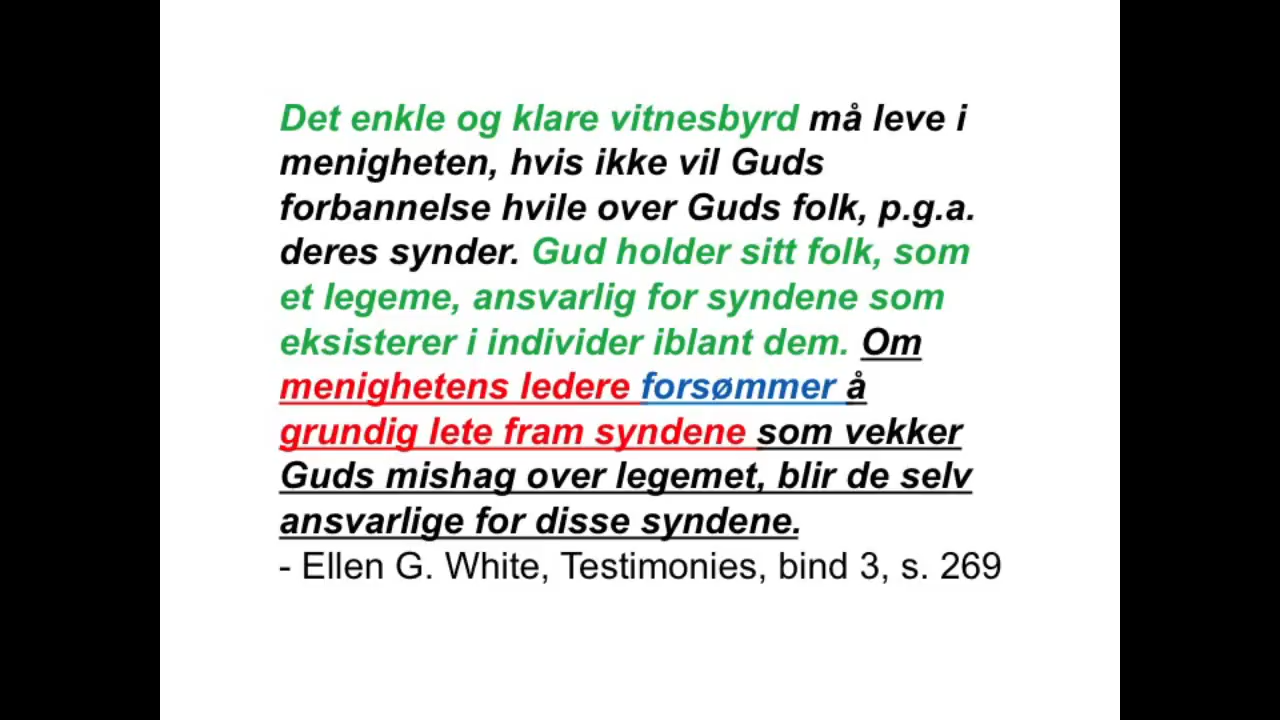 Det enkle og klare vitnesbyrd må leve i
menigheten, hvis ikke vil Guds
forbannelse hvile over Guds folk, p.g.a.
deres synder. Gud holder sitt folk, som
et legeme, ansvarlig for syndene som
eksisterer i individer iblant dem. Om
menighetens ledere forsømmer å
grundig lete fram syndene som vekker
Guds mishag over legemet, blir de selv
ansvarlige for disse syndene.
- Ellen G. White, Testimonies, bind 3, s. 269